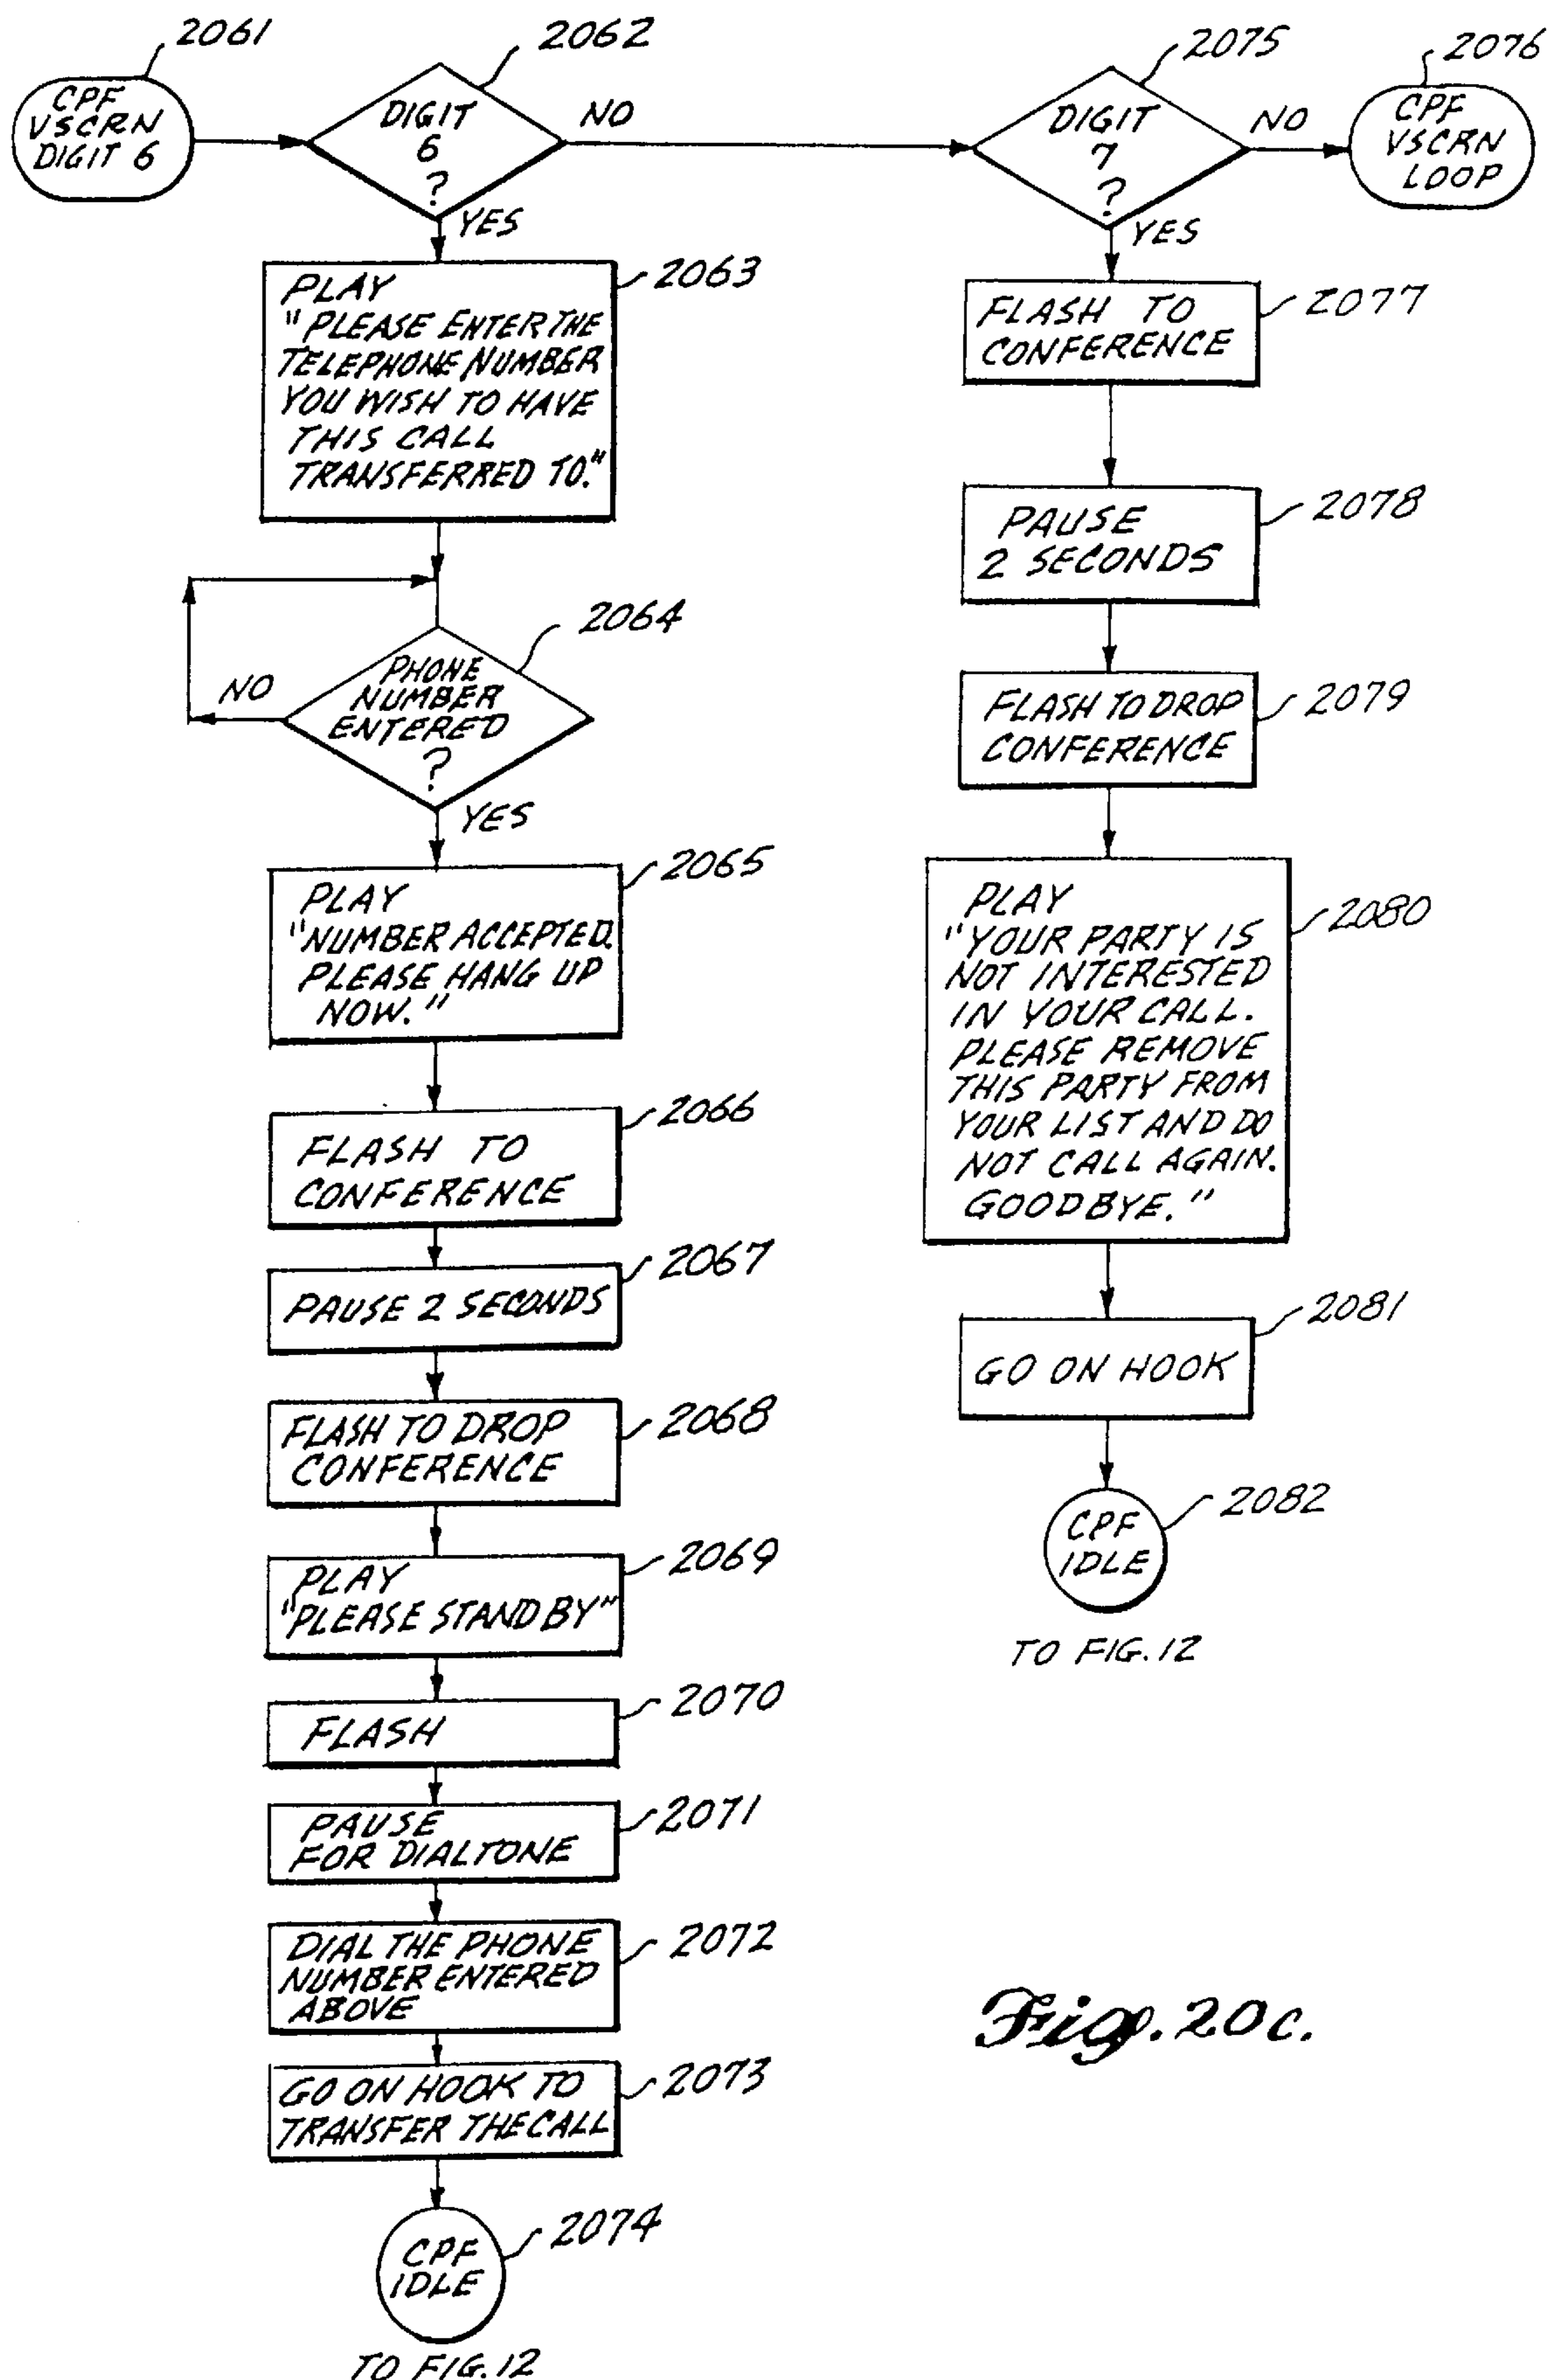 2061
CPF
VSCRN
DIGIT 6
2062
DIGIT
6
?
NO
YES
2075
DIGIT
7
?
NO
YES
2076
CPF
VSCRN
LOOP
2063
PLAY
"PLEASE ENTER THE
TELEPHONE NUMBER
YOU WISH TO HAVE
THIS CALL
TRANSFERRED TO."
2064
PHONE
NUMBER
ENTERED
?
NO
YES
2065
PLAY
"NUMBER ACCEPTED.
PLEASE HANG UP
NOW."
2066
FLASH TO
CONFERENCE
2067
PAUSE 2 SECONDS
2068
FLASH TO DROP
CONFERENCE
2069
PLAY
"PLEASE STAND BY"
2070
FLASH
2071
PAUSE
FOR DIALTONE
2072
DIAL THE PHONE
NUMBER ENTERED
ABOVE
2073
GO ON HOOK TO
TRANSFER THE CALL
2074
CPF
IDLE
TO FIG. 12
2077
FLASH TO
CONFERENCE
2078
PAUSE
2 SECONDS
2079
FLASH TO DROP
CONFERENCE
2080
PLAY
"YOUR PARTY IS
NOT INTERESTED
IN YOUR CALL.
PLEASE REMOVE
THIS PARTY FROM
YOUR LIST AND DO
NOT CALL AGAIN.
GOODBYE."
2081
GO ON HOOK
2082
CPF
IDLE
TO FIG. 12
Fig. 20c.